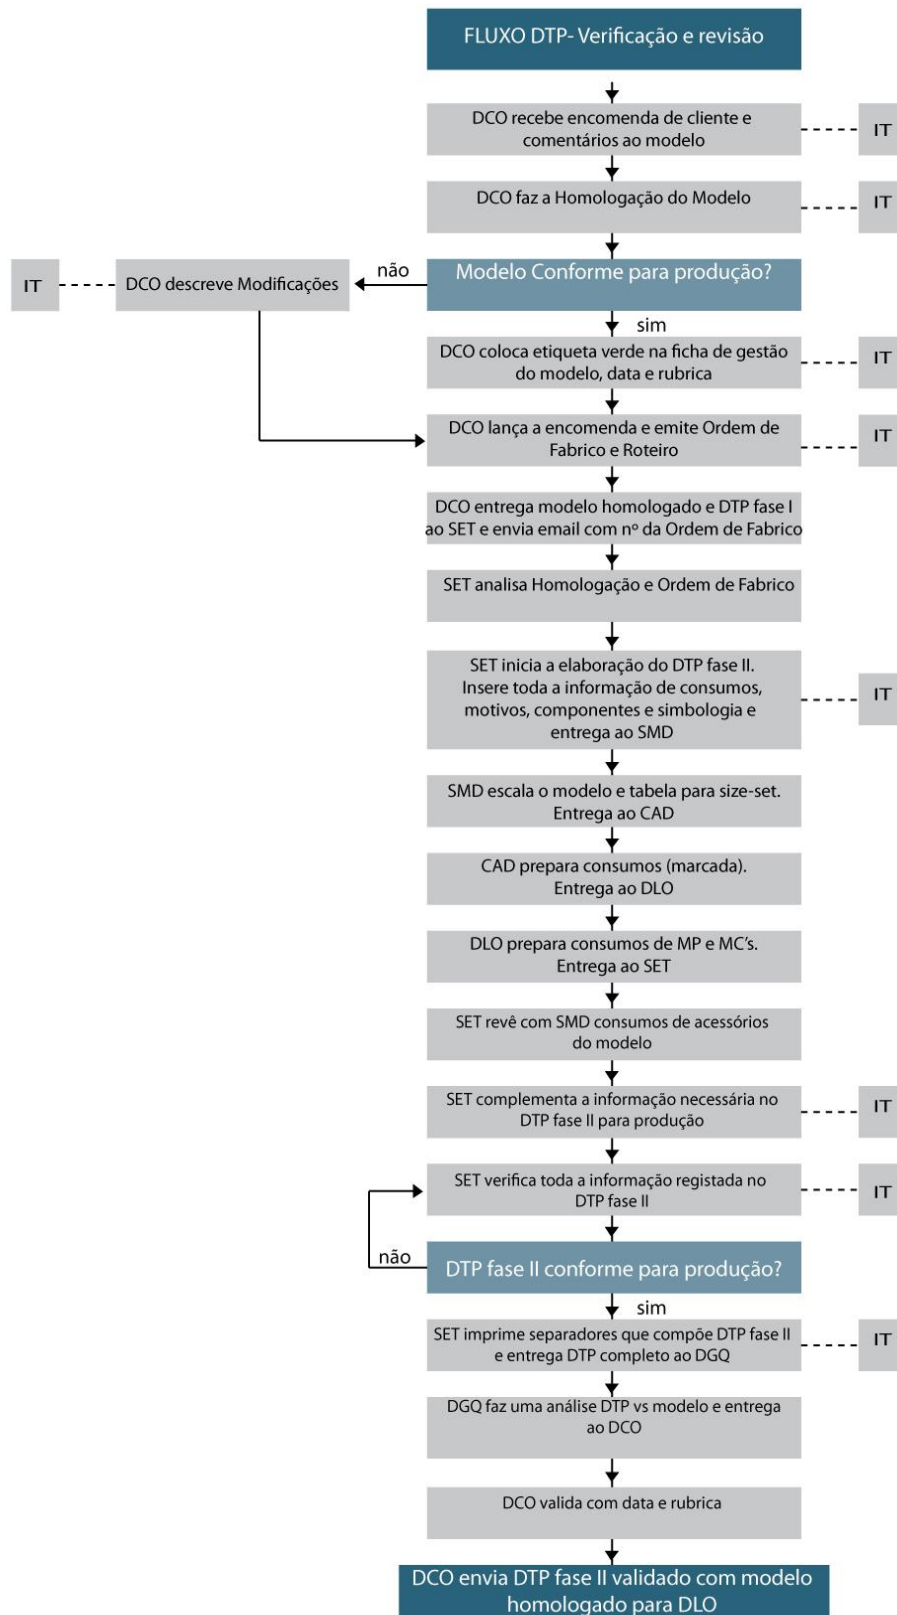 FLUXO DTP- Verificação e revisão
DCO recebe encomenda de cliente e
comentários ao modelo
IT
DCO faz a Homologação do Modelo
IT
Modelo Conforme para produção?
não
DCO descreve Modificações
IT
sim
DCO coloca etiqueta verde na ficha de gestão
do modelo, data e rubrica
IT
DCO lança a encomenda e emite Ordem de
Fabrico e Roteiro
IT
DCO entrega modelo homologado e DTP fase I
ao SET e envia email com nº da Ordem de Fabrico
SET analisa Homologação e Ordem de Fabrico
SET inicia a elaboração do DTP fase II.
Insere toda a informação de consumos,
motivos, componentes e simbologia e
entrega ao SMD
IT
SMD escala o modelo e tabela para size-set.
Entrega ao CAD
CAD prepara consumos (marcada).
Entrega ao DLO
DLO prepara consumos de MP e MC's.
Entrega ao SET
SET revê com SMD consumos de acessórios
do modelo
SET complementa a informação necessária no
DTP fase II para produção
IT
SET verifica toda a informação registada no
DTP fase II
IT
não
DTP fase II conforme para produção?
sim
SET imprime separadores que compõe DTP fase II
e entrega DTP completo ao DGQ
IT
DGQ faz uma análise DTP vs modelo e entrega
ao DCO
DCO valida com data e rubrica
DCO envia DTP fase II validado com modelo
homologado para DLO